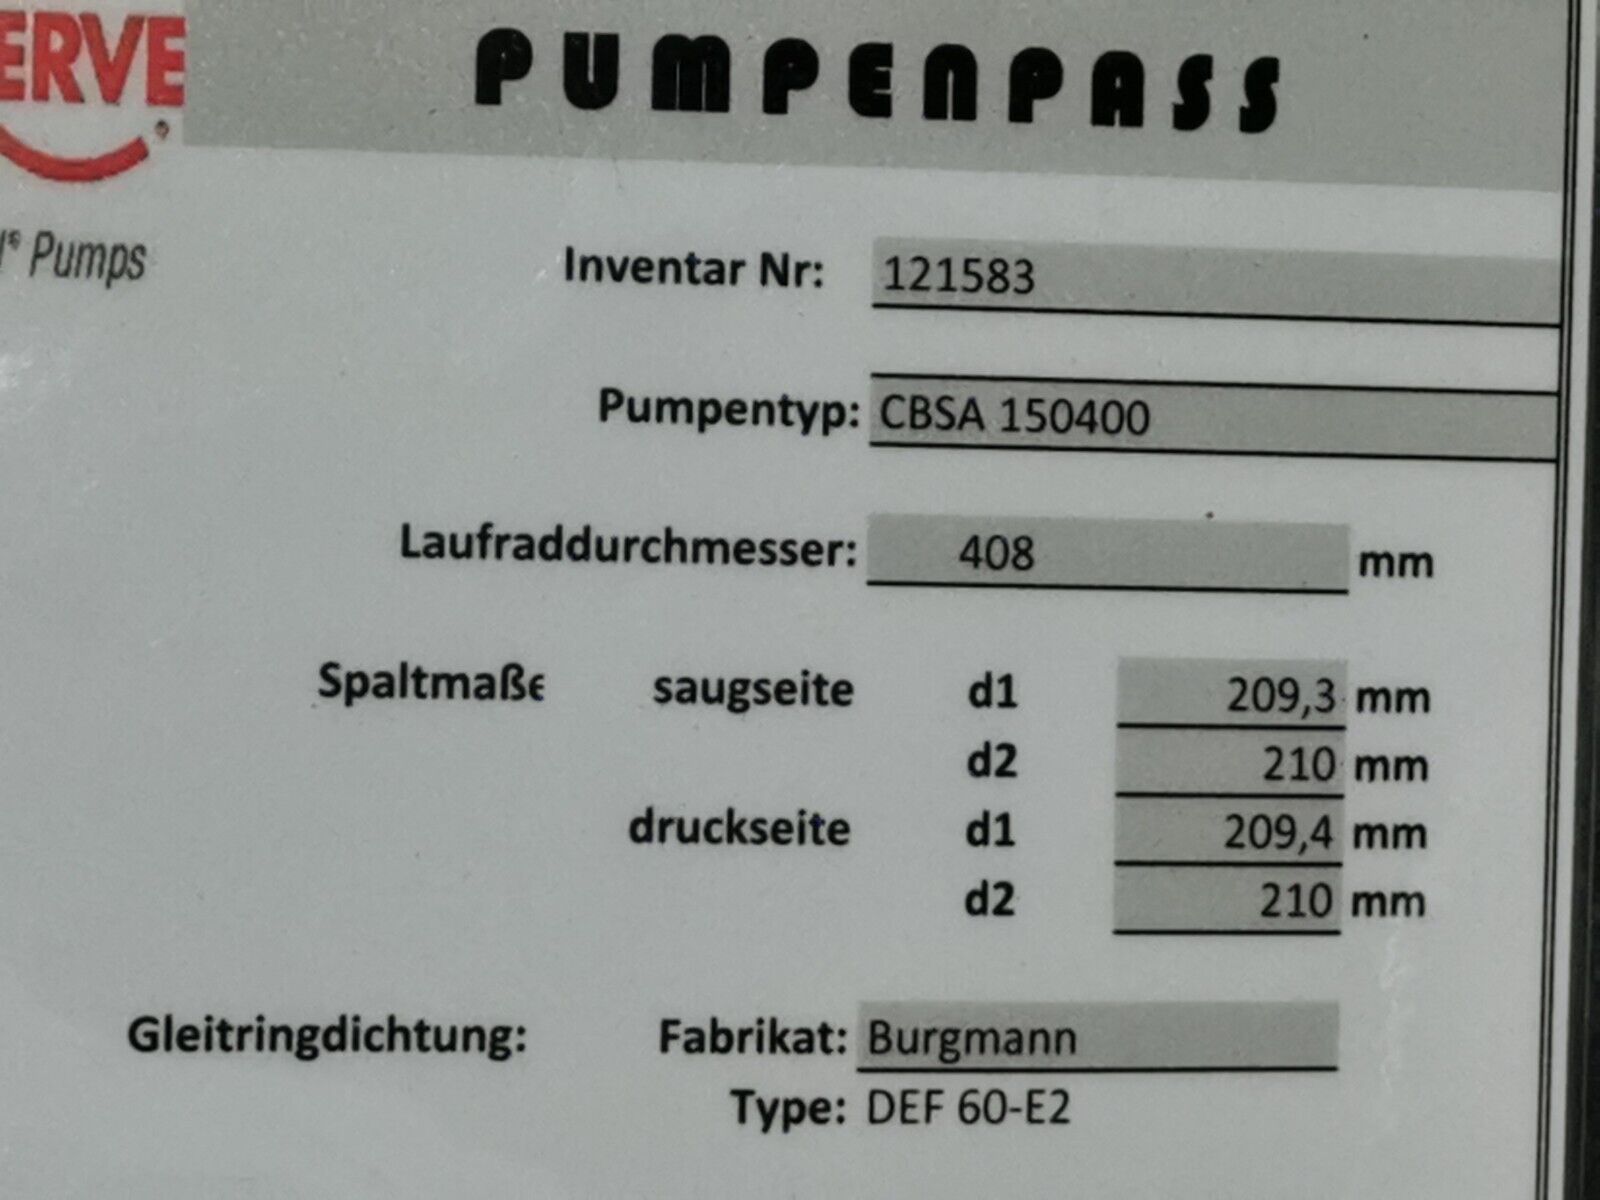 ERVE
PUMPENPASS
® Pumps
Inventar Nr: 121583
Pumpentyp: CBSA 150400
Laufraddurchmesser: 408 mm
Spaltmaße saugseite d1 209,3 mm
d2 210 mm
druckseite d1 209,4 mm
d2 210 mm
Gleitringdichtung: Fabrikat: Burgmann
Type: DEF 60-E2